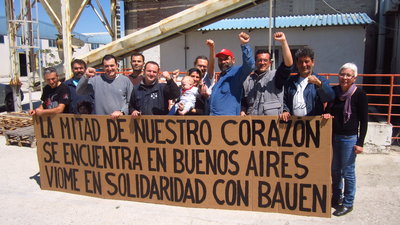 LA MITAD DE NUESTRO CORAZÓN
SE ENCUENTRA EN BUENOS AIRES
VIOME EN SOLIDARIDAD CON BAUEN